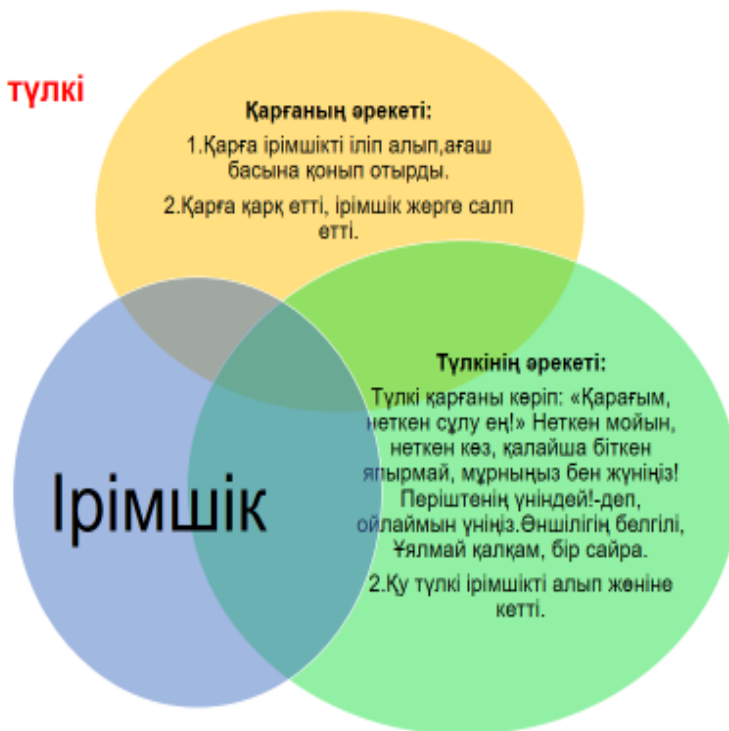 түлкі
Қарғаның әрекеті:
1.Қарға ірімшікті іліп алып,ағаш
басына қонып отырды.
2.Қарға қарқ етті, ірімшік жерге салп
етті.
Түлкінің әрекеті:
Түлкі қарғаны көріп: «Қарағым,
неткен сұлу ең!» Неткен мойын,
неткен көз, қалайша біткен
япырмай, мұрныңыз бен жүніңіз!
Періштенің үніндей!-деп,
ойлаймын үніңіз.Әншілігің белгілі,
Ұялмай қалқам, бір сайра.
2.Қу түлкі ірімшікті алып жөніне
кетті.
Ірімшік